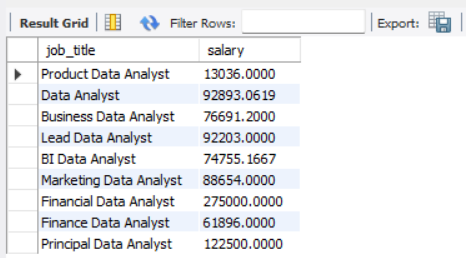 Result Grid Filter Rows: Export:
job_title salary
Product Data Analyst 13036.0000
Data Analyst 92893.0619
Business Data Analyst 76691.2000
Lead Data Analyst 92203.0000
BI Data Analyst 74755.1667
Marketing Data Analyst 88654.0000
Financial Data Analyst 275000.0000
Finance Data Analyst 61896.0000
Principal Data Analyst 122500.0000